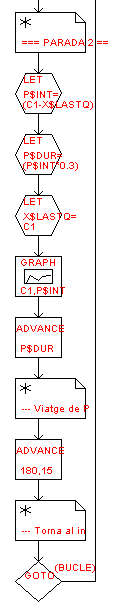 *
=== PARADA 2 ==
LET
P$INT=
(C1-X$LASTQ)
LET
P$DUR=
(P$INT*0.3)
LET
X$LASTQ=
C1
GRAPH
C1,P$INT
ADVANCE
P$DUR
*
--- Viatge de P
ADVANCE
180,15
*
--- Torna al in
(BUCLE)
GOTO